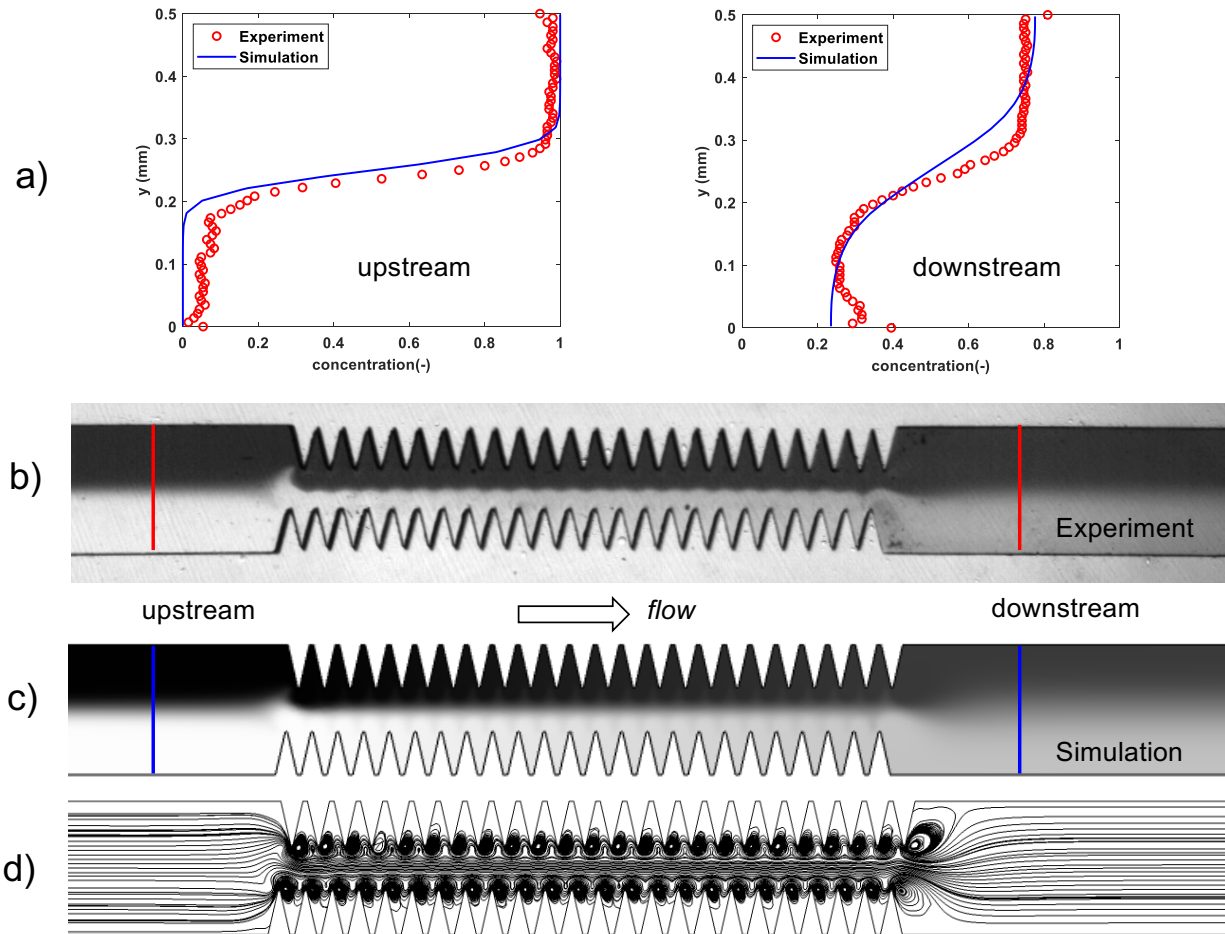 a)
0.5
0.4
0.3
0.2
0.1
0
y (mm)
Experiment
Simulation
upstream
0 0.2 0.4 0.6 0.8 1
concentration(-)
0.5
0.4
0.3
0.2
0.1
0
y (mm)
Experiment
Simulation
downstream
0 0.2 0.4 0.6 0.8 1
concentration(-)
b)
Experiment
upstream flow downstream
c)
Simulation
d)